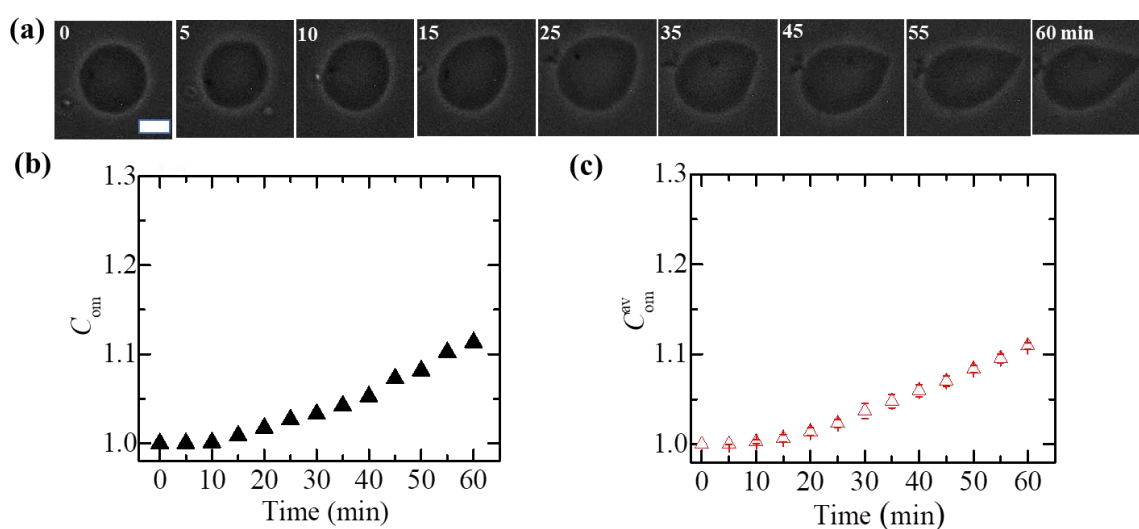 (a)
0 5 10 15 25 35 45 55 60 min
(b) (c)
1.3 1.3
1.2 1.2
C_om C_om^av
1.1 1.1
1.0 1.0
0 10 20 30 40 50 60 0 10 20 30 40 50 60
Time (min) Time (min)